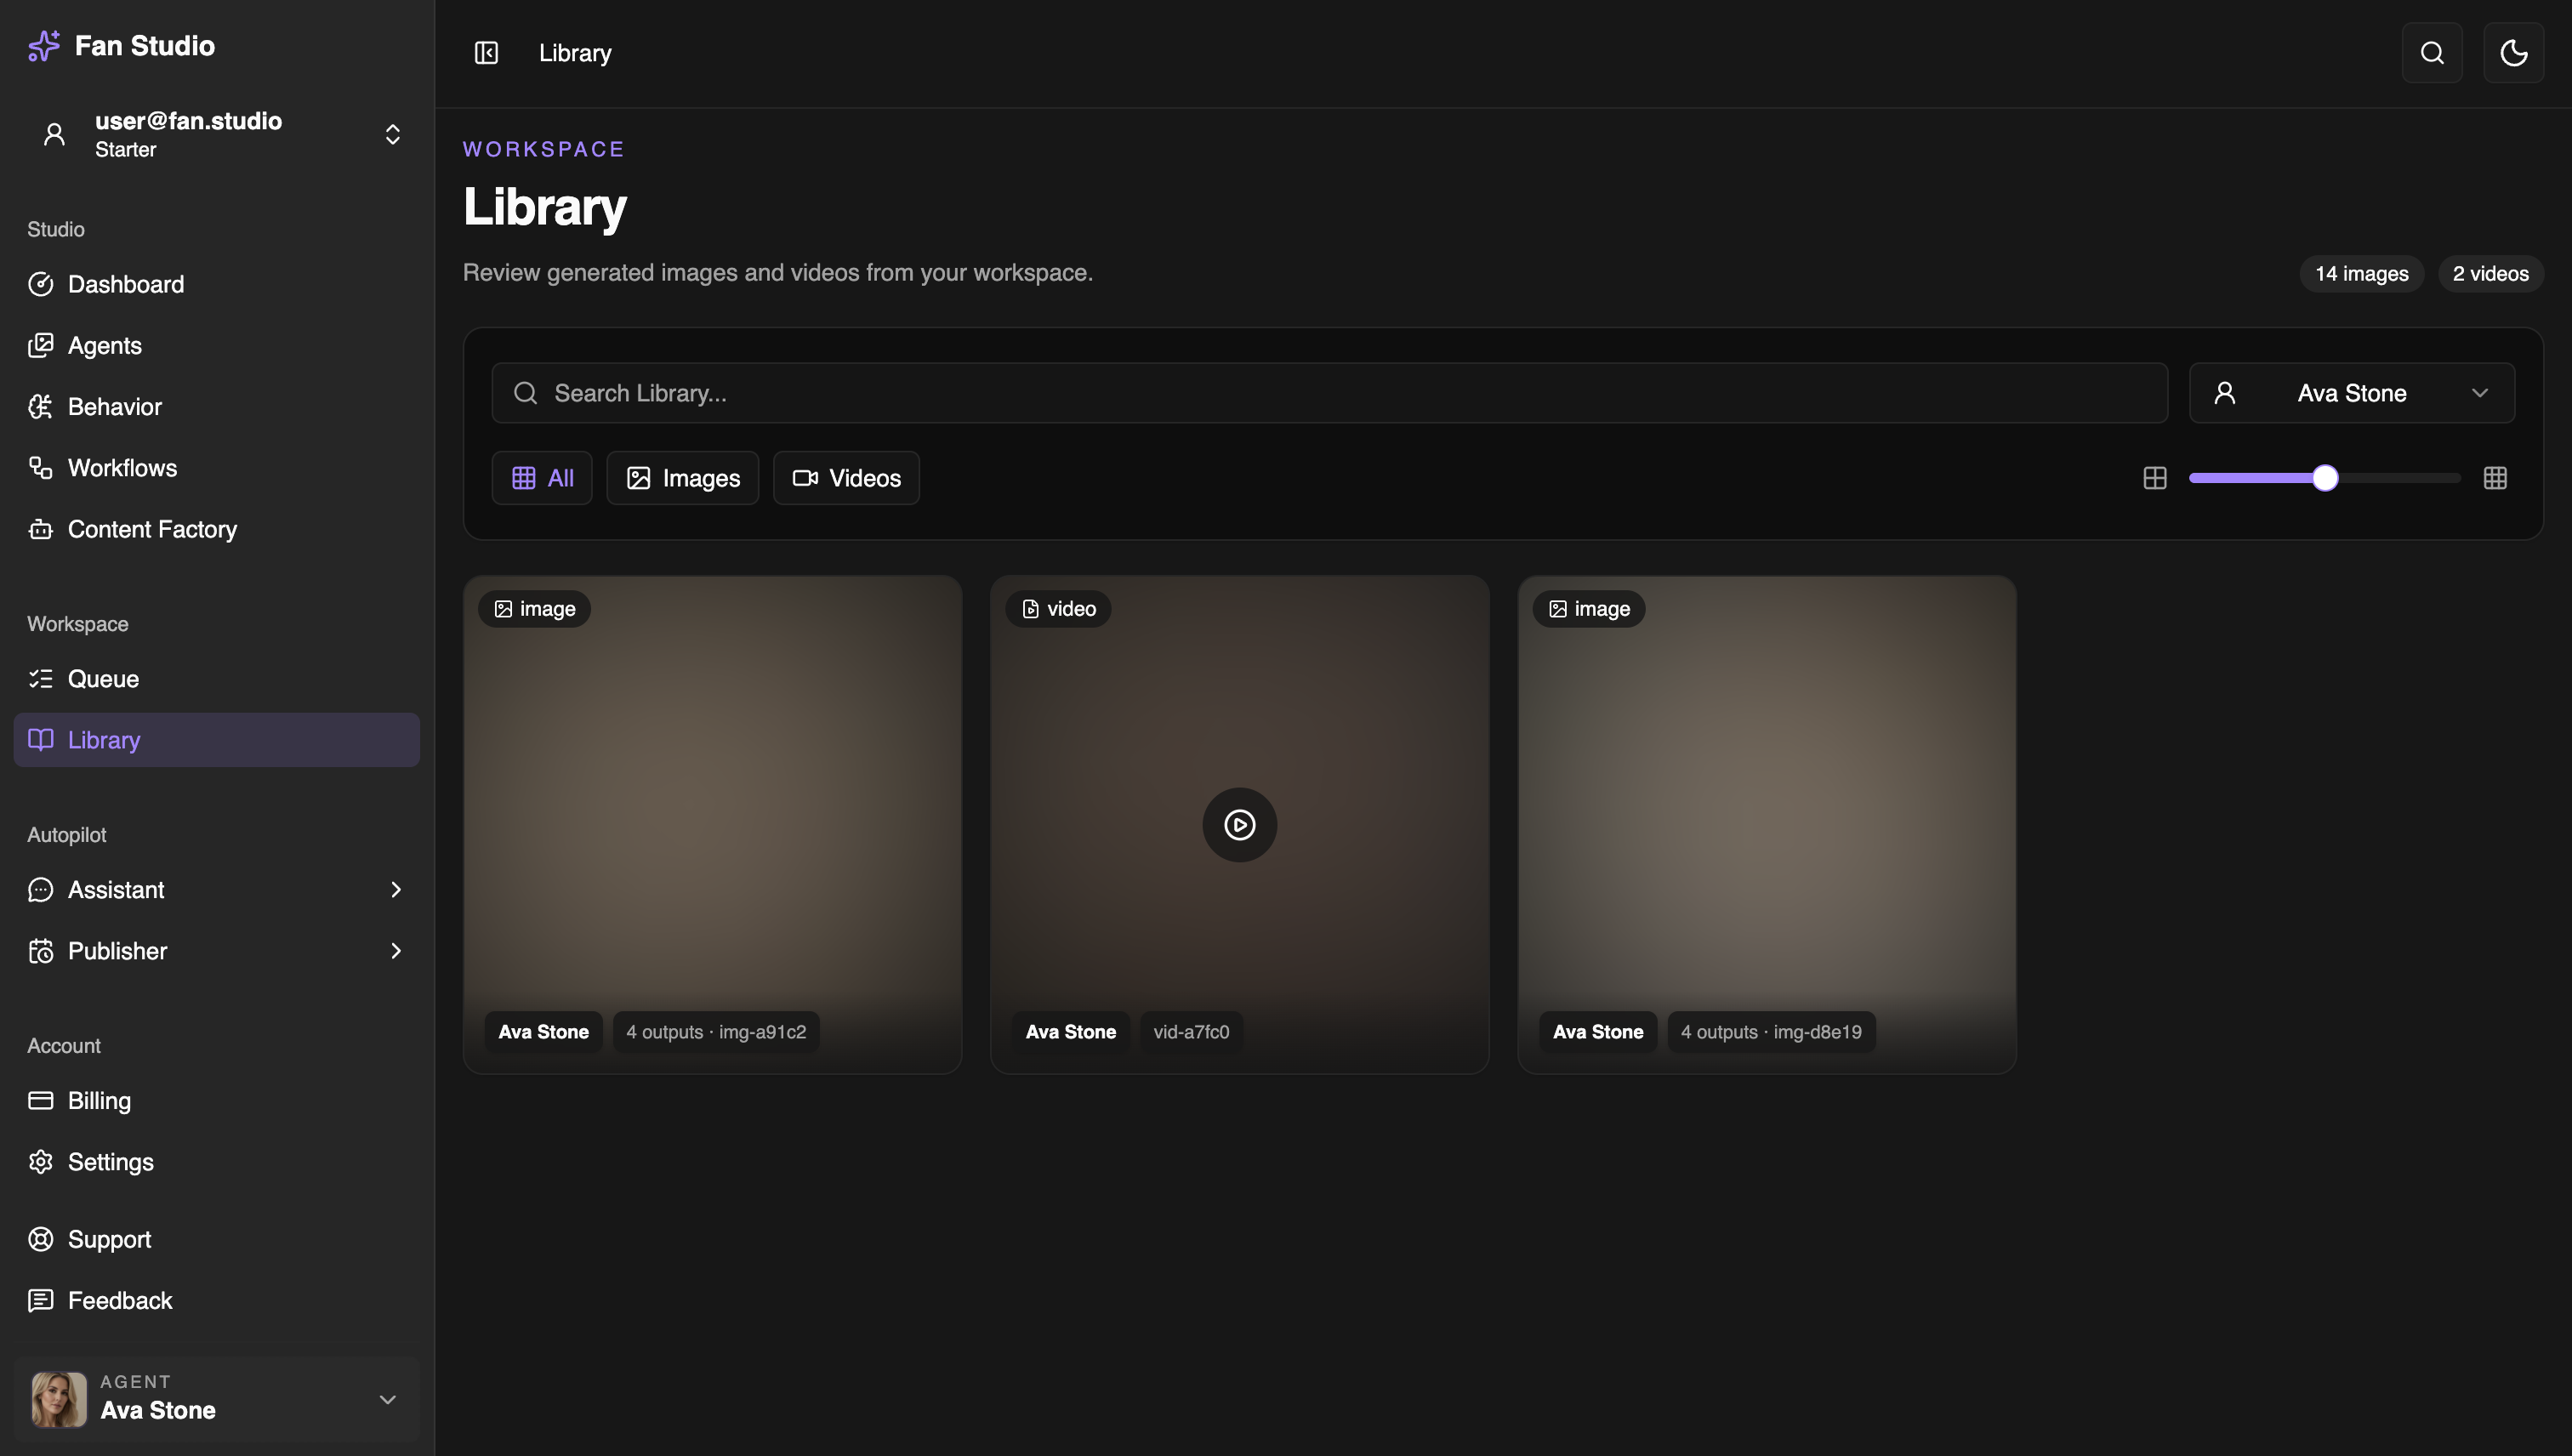 Fan Studio
user@fan.studio
Starter
Studio
Dashboard
Agents
Behavior
Workflows
Content Factory
Workspace
Queue
Library
Autopilot
Assistant
Publisher
Account
Billing
Settings
Support
Feedback
AGENT
Ava Stone
Library
WORKSPACE
Library
Review generated images and videos from your workspace.
14 images
2 videos
Search Library...
Ava Stone
All
Images
Videos
image
Ava Stone
4 outputs · img-a91c2
video
Ava Stone
vid-a7fc0
image
Ava Stone
4 outputs · img-d8e19